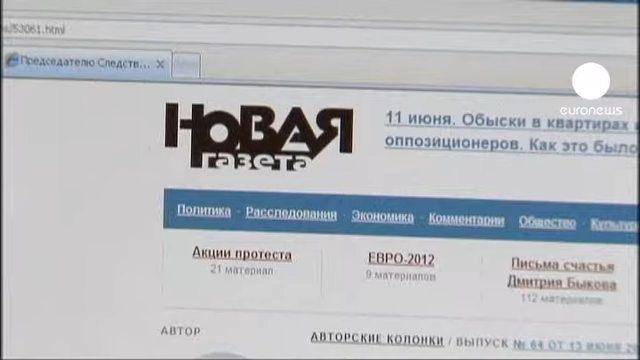 53061.html
Председателю Следств... ×
euronews
НОВАЯ
газета
11 июня. Обыски в квартирах
оппозиционеров. Как это было
Политика · Расследования · Экономика · Комментарии · Общество ·
Акции протеста
21 материал
ЕВРО-2012
9 материалов
Письма счастья
Дмитрия Быкова
112 материалов
АВТОР
АВТОРСКИЕ КОЛОНКИ / ВЫПУСК № 64 ОТ 13 ИЮНЯ